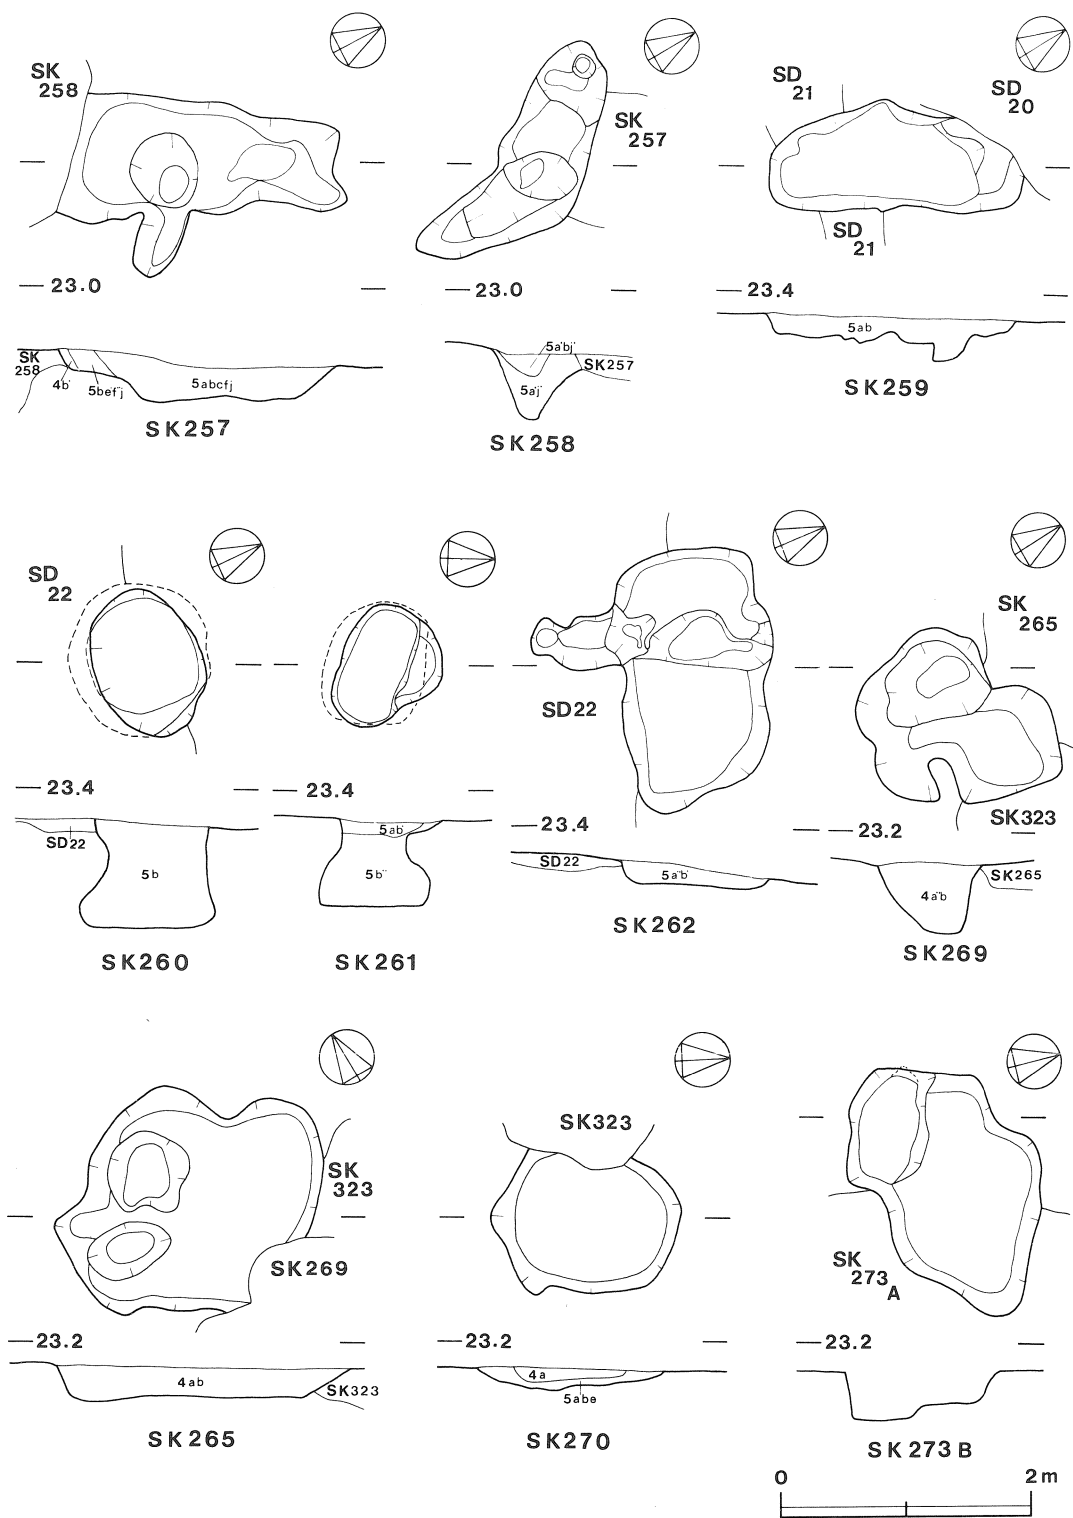 SK
258
23.0
SK
258
4b'
5bef"j
5abcfj
SK257
SK
257
23.0
5a'bj'
5a'j'
SK257
SK258
SD
21
SD
20
SD
21
23.4
5ab
SK259
SD
22
23.4
SD22
5b
SK260
23.4
5ab'
5b''
SK261
SD22
23.4
SD22
5a''b'
SK262
SK
265
SK323
23.2
4a''b
SK265
SK269
SK
323
SK269
23.2
4ab
SK323
SK265
SK323
23.2
4a
5abe
SK270
SK
273
A
23.2
SK273B
0 2m